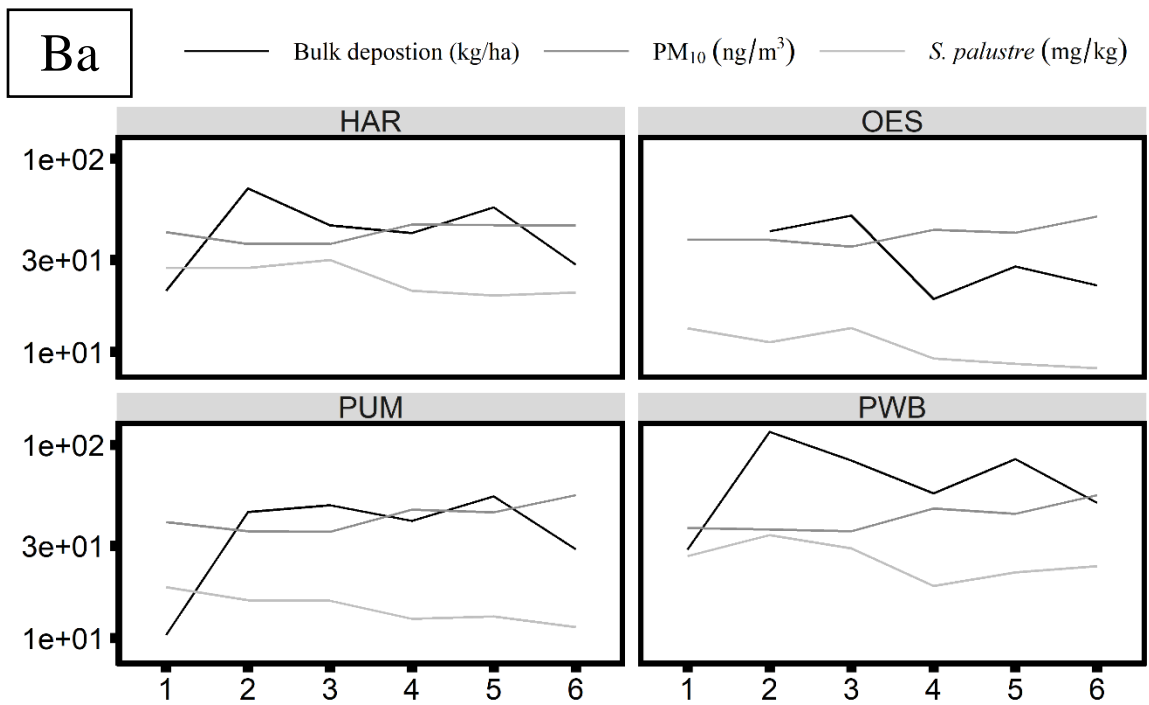 Ba
Bulk depostion (kg/ha)
PM₁₀ (ng/m³)
S. palustre (mg/kg)
HAR
OES
1e+02
3e+01
1e+01
PUM
PWB
1e+02
3e+01
1e+01
1 2 3 4 5 6
1 2 3 4 5 6